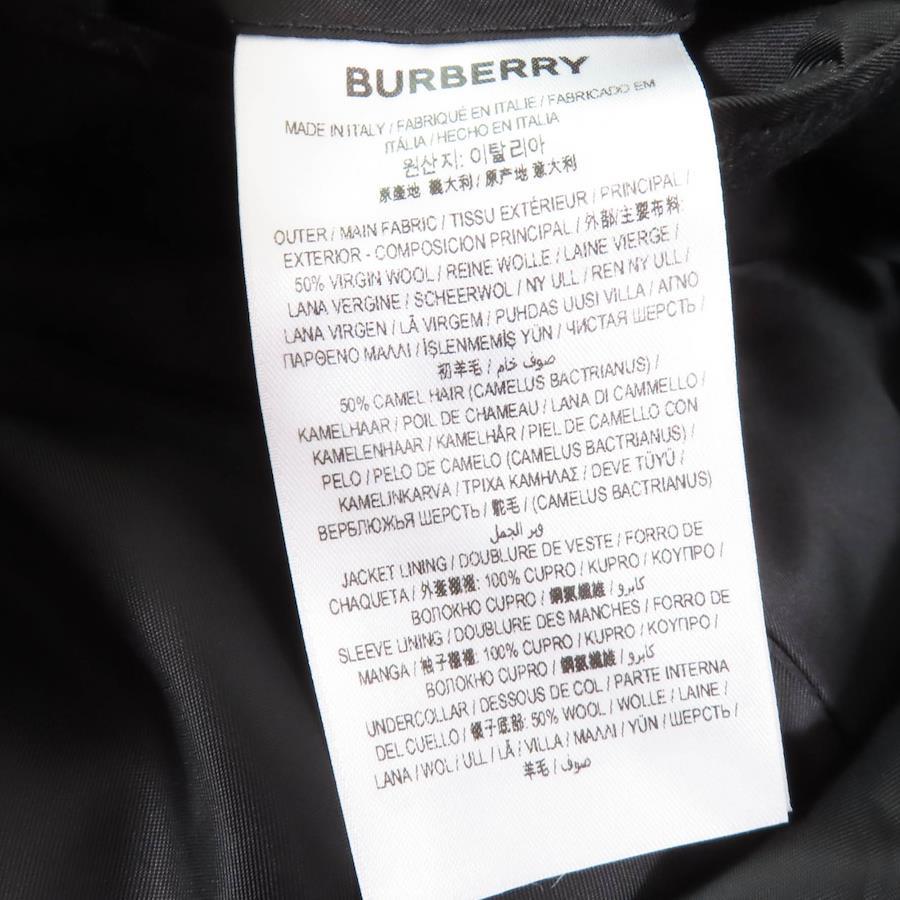 BURBERRY
MADE IN ITALY / FABRIQUÉ EN ITALIE / FABRICADO EM
ITÁLIA / HECHO EN ITALIA
원산지: 이탈리아
原產地 義大利 / 原产地 意大利
OUTER / MAIN FABRIC / TISSU EXTÉRIEUR / PRINCIPAL /
EXTERIOR - COMPOSICION PRINCIPAL / 外部/主要布料:
50% VIRGIN WOOL / REINE WOLLE / LAINE VIERGE /
LANA VERGINE / SCHEERWOL / NY ULL / REN NY ULL /
LANA VIRGEN / LÃ VIRGEM / PUHDAS UUSI VILLA / ΑΓΝΟ
ΠΑΡΘΕΝΟ ΜΑΛΛΙ / İŞLENMEMİŞ YÜN / ЧИСТАЯ ШЕРСТЬ /
初羊毛 / صوف خام
50% CAMEL HAIR (CAMELUS BACTRIANUS) /
KAMELHAAR / POIL DE CHAMEAU / LANA DI CAMMELLO /
KAMELENHAAR / KAMELHÅR / PIEL DE CAMELLO CON
PELO / PELO DE CAMELO (CAMELUS BACTRIANUS) /
KAMELINKARVA / ΤΡΙΧΑ ΚΑΜΗΛΑΣ / DEVE TÜYÜ /
ВЕРБЛЮЖЬЯ ШЕРСТЬ / 駝毛 / (CAMELUS BACTRIANUS)
وبر الجمل
JACKET LINING / DOUBLURE DE VESTE / FORRO DE
CHAQUETA / 外套襯裡: 100% CUPRO / KUPRO / ΚΟΥΠΡΟ /
ВОЛОКНО CUPRO / 銅氨纖維 / كابرو
SLEEVE LINING / DOUBLURE DES MANCHES / FORRO DE
MANGA / 袖子襯裡: 100% CUPRO / KUPRO / ΚΟΥΠΡΟ /
ВОЛОКНО CUPRO / 銅氨纖維 / كابرو
UNDERCOLLAR / DESSOUS DE COL / PARTE INTERNA
DEL CUELLO / 領子底部: 50% WOOL / WOLLE / LAINE /
LANA / WOL / ULL / LÃ / VILLA / ΜΑΛΛΙ / YÜN / ШЕРСТЬ /
羊毛 / صوف